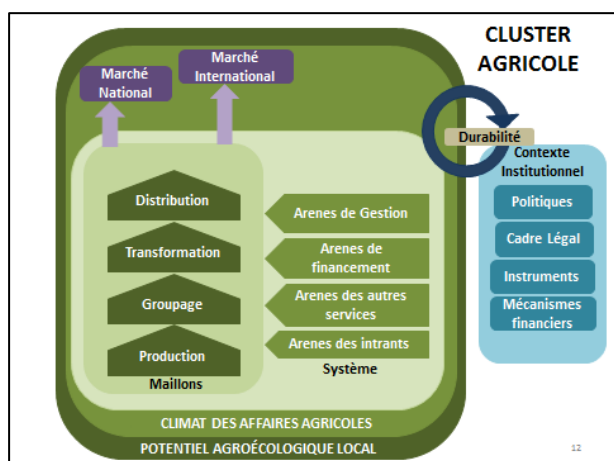 CLUSTER
AGRICOLE
Marché
National
Marché
International
Durabilité
Contexte
Institutionnel
Politiques
Cadre Légal
Instruments
Mécanismes
financiers
Distribution
Transformation
Groupage
Production
Maillons
Arenes de Gestion
Arenes de
financement
Arenes des autres
services
Arenes des intrants
Système
CLIMAT DES AFFAIRES AGRICOLES
POTENTIEL AGROÉCOLOGIQUE LOCAL
12